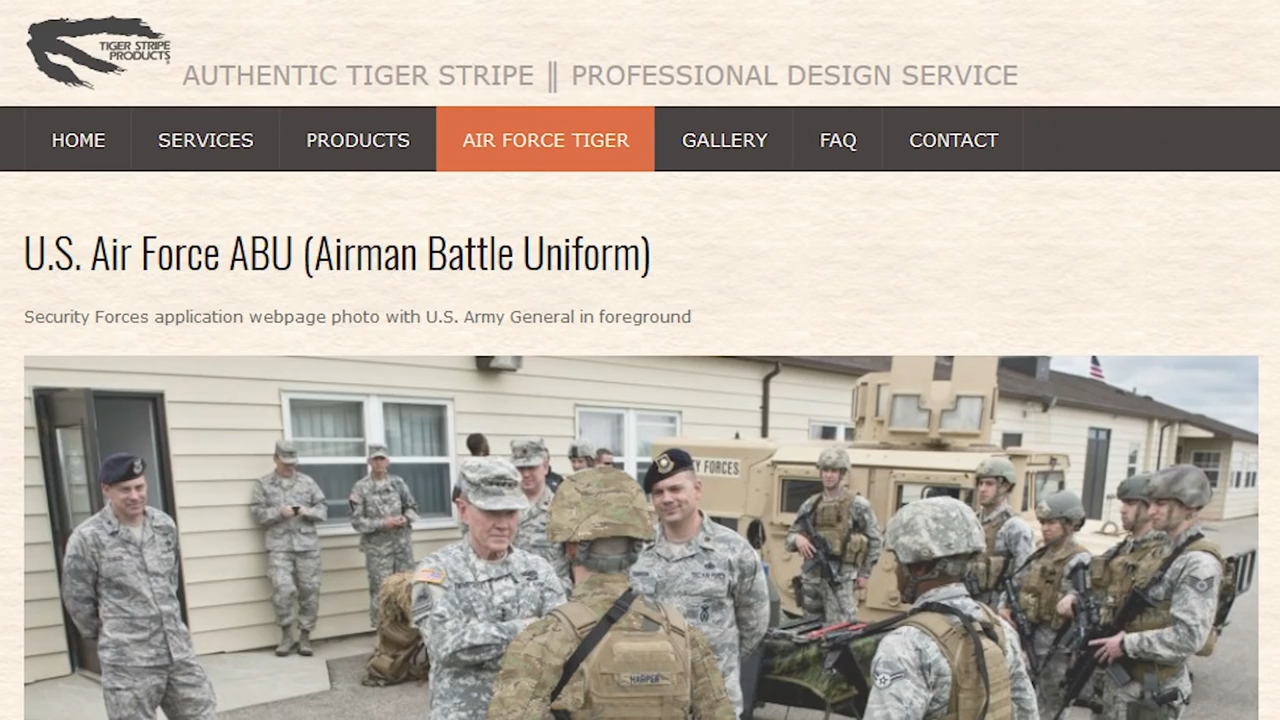 TIGER STRIPE
PRODUCTS
AUTHENTIC TIGER STRIPE || PROFESSIONAL DESIGN SERVICE
HOME
SERVICES
PRODUCTS
AIR FORCE TIGER
GALLERY
FAQ
CONTACT
U.S. Air Force ABU (Airman Battle Uniform)
Security Forces application webpage photo with U.S. Army General in foreground
Y FORCES
HARPER